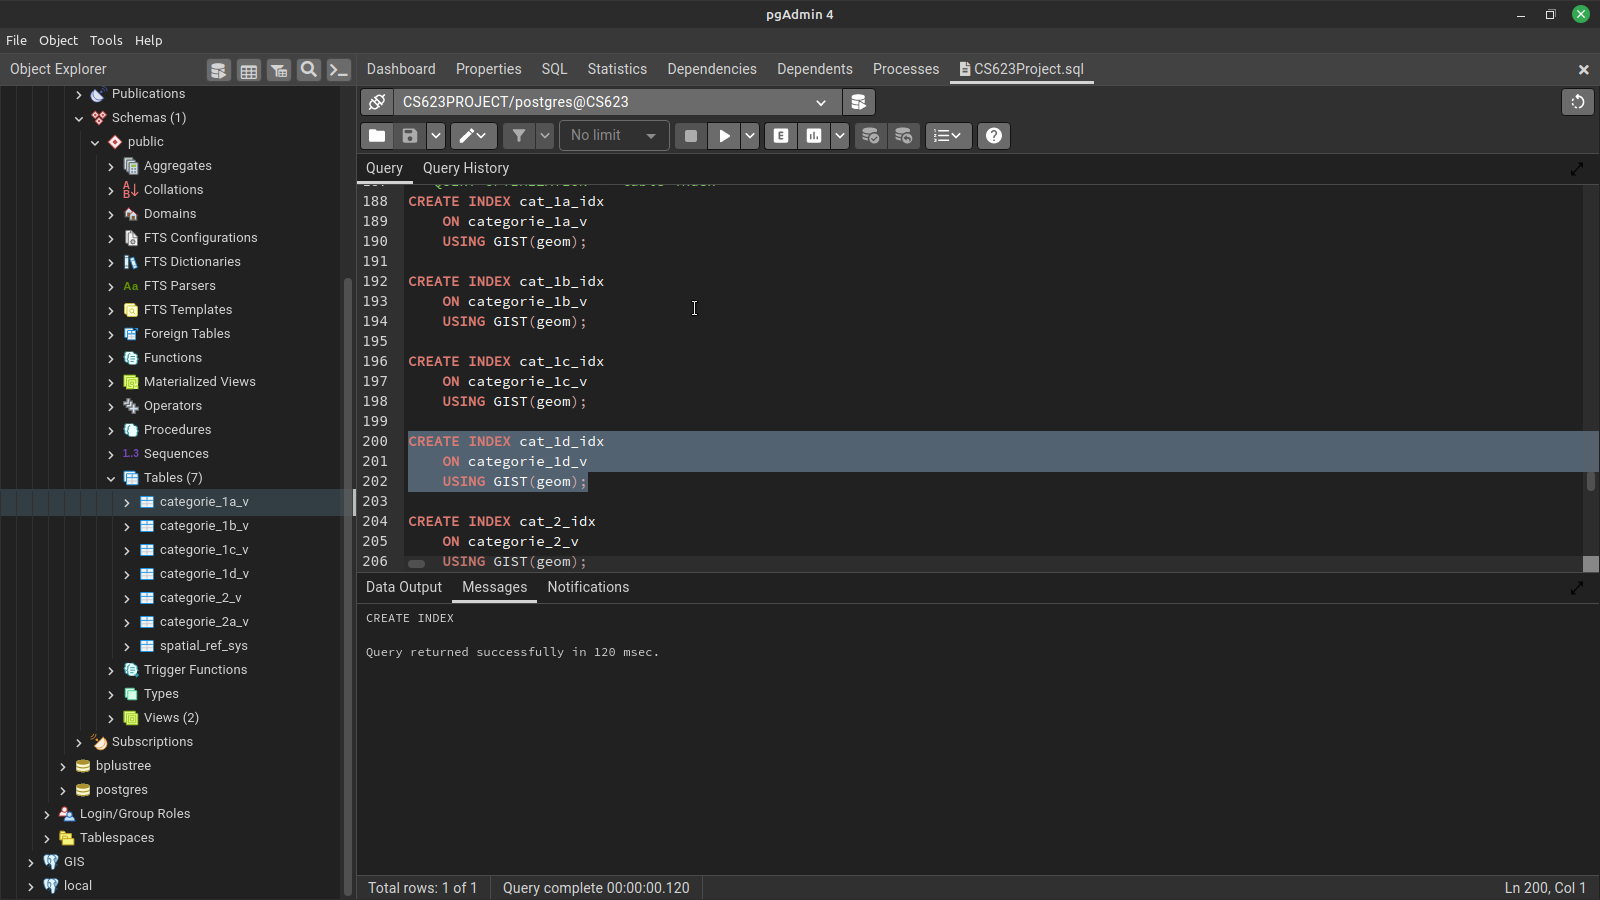 pgAdmin 4
File Object Tools Help
Object Explorer
Dashboard Properties SQL Statistics Dependencies Dependents Processes CS623Project.sql
Publications
Schemas (1)
public
Aggregates
Collations
Domains
FTS Configurations
FTS Dictionaries
Aa FTS Parsers
FTS Templates
Foreign Tables
Functions
Materialized Views
Operators
Procedures
1.3 Sequences
Tables (7)
categorie_1a_v
categorie_1b_v
categorie_1c_v
categorie_1d_v
categorie_2_v
categorie_2a_v
spatial_ref_sys
Trigger Functions
Types
Views (2)
Subscriptions
bplustree
postgres
Login/Group Roles
Tablespaces
GIS
local
CS623PROJECT/postgres@CS623
No limit
E
Query Query History
188 CREATE INDEX cat_1a_idx
189 ON categorie_1a_v
190 USING GIST(geom);
191
192 CREATE INDEX cat_1b_idx
193 ON categorie_1b_v
194 USING GIST(geom);
195
196 CREATE INDEX cat_1c_idx
197 ON categorie_1c_v
198 USING GIST(geom);
199
200 CREATE INDEX cat_1d_idx
201 ON categorie_1d_v
202 USING GIST(geom);
203
204 CREATE INDEX cat_2_idx
205 ON categorie_2_v
206 USING GIST(geom);
Data Output Messages Notifications
CREATE INDEX
Query returned successfully in 120 msec.
Total rows: 1 of 1 Query complete 00:00:00.120 Ln 200, Col 1